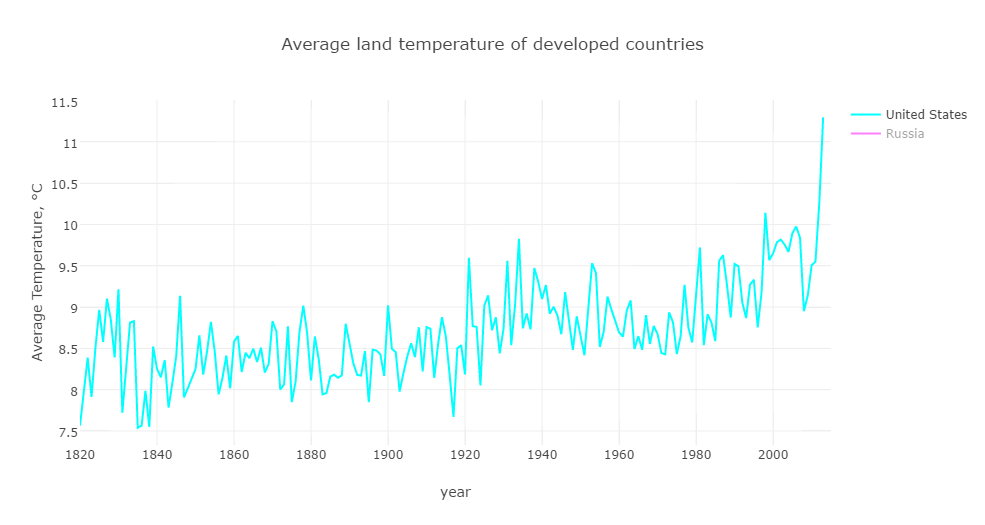 Average land temperature of developed countries
11.5
11
10.5
10
9.5
9
8.5
8
7.5
Average Temperature, °C
1820 1840 1860 1880 1900 1920 1940 1960 1980 2000
year
United States
Russia